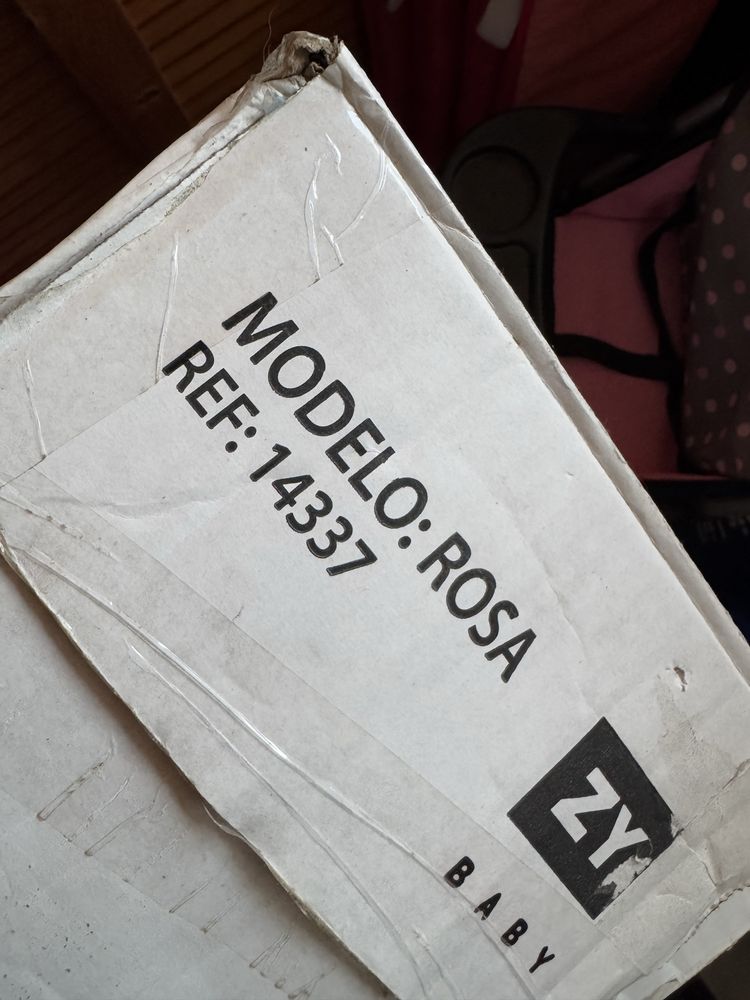 MODELO: ROSA
REF: 14337
ZY
BABY